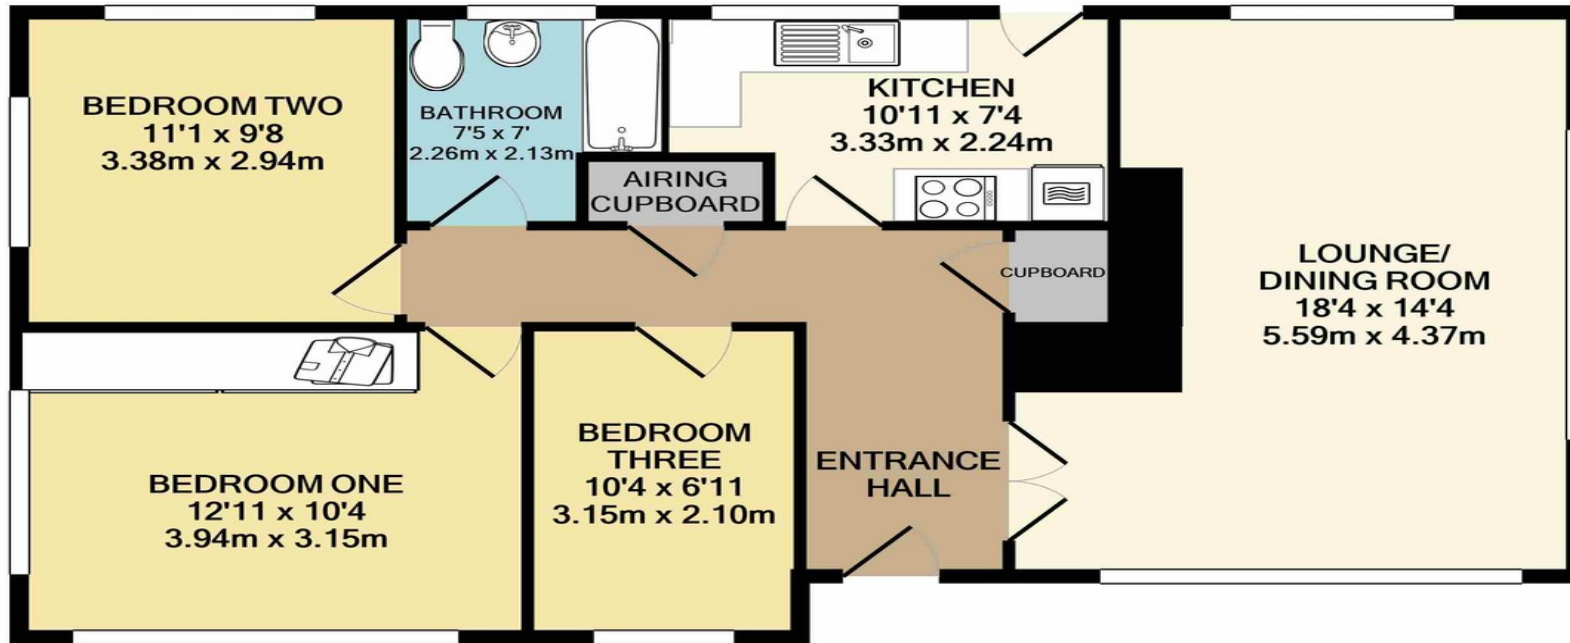 BEDROOM TWO
11'1 x 9'8
3.38m x 2.94m
BATHROOM
7'5 x 7'
2.26m x 2.13m
AIRING
CUPBOARD
KITCHEN
10'11 x 7'4
3.33m x 2.24m
CUPBOARD
LOUNGE/
DINING ROOM
18'4 x 14'4
5.59m x 4.37m
BEDROOM ONE
12'11 x 10'4
3.94m x 3.15m
BEDROOM
THREE
10'4 x 6'11
3.15m x 2.10m
ENTRANCE
HALL